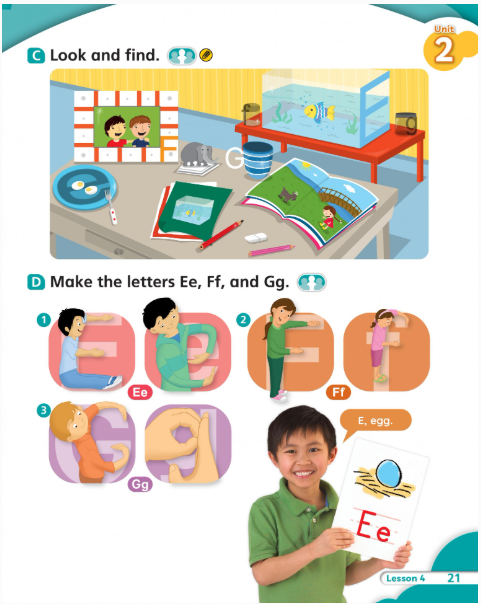 Unit
2
C Look and find.
E
F
G
e
D Make the letters Ee, Ff, and Gg.
1
E
e
Ee
2
F
f
Ff
3
G
g
Gg
E, egg.
Ee
Lesson 4 21